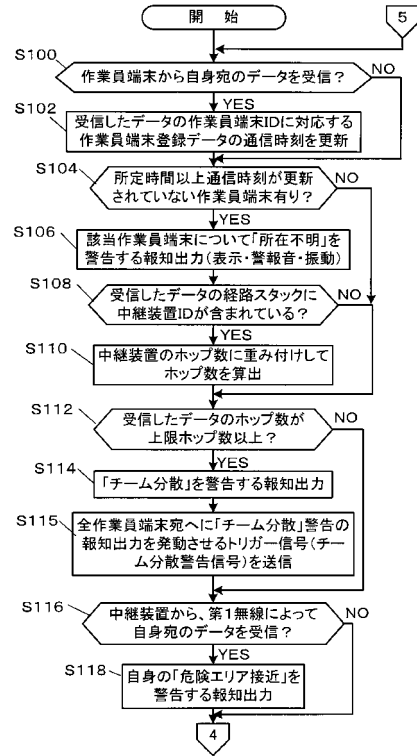 開 始
5
S100
作業員端末から自身宛のデータを受信?
NO
YES
S102
受信したデータの作業員端末IDに対応する
作業員端末登録データの通信時刻を更新
S104
所定時間以上通信時刻が更新
されていない作業員端末有り?
NO
YES
S106
該当作業員端末について「所在不明」を
警告する報知出力(表示・警報音・振動)
S108
受信したデータの経路スタックに
中継装置IDが含まれている?
NO
YES
S110
中継装置のホップ数に重み付けして
ホップ数を算出
S112
受信したデータのホップ数が
上限ホップ数以上?
NO
YES
S114
「チーム分散」を警告する報知出力
S115
全作業員端末宛へに「チーム分散」警告の
報知出力を発動させるトリガー信号(チー
ム分散警告信号)を送信
S116
中継装置から、第1無線によって
自身宛のデータを受信?
NO
YES
S118
自身の「危険エリア接近」を
警告する報知出力
4